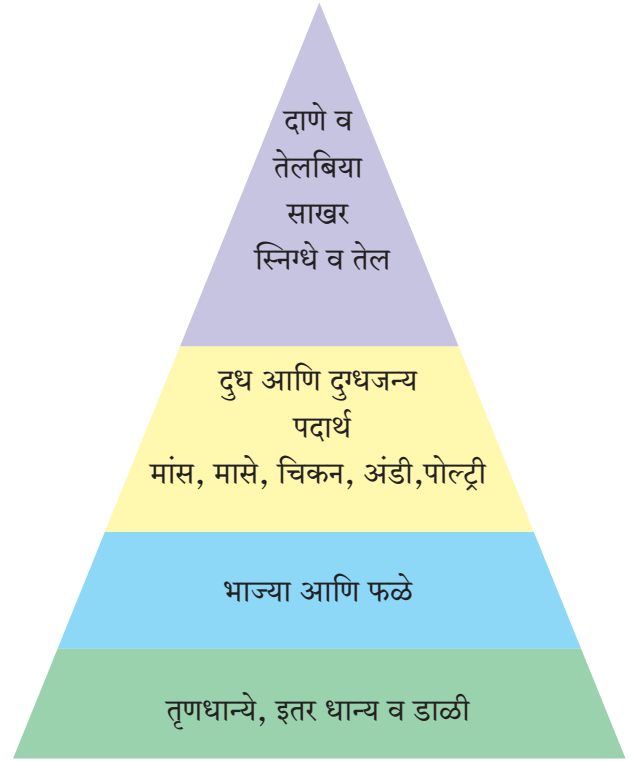 दाणे व
तेलबिया
साखर
स्निग्धे व तेल
दुध आणि दुग्धजन्य
पदार्थ
मांस, मासे, चिकन, अंडी,पोल्ट्री
भाज्या आणि फळे
तृणधान्ये, इतर धान्य व डाळी